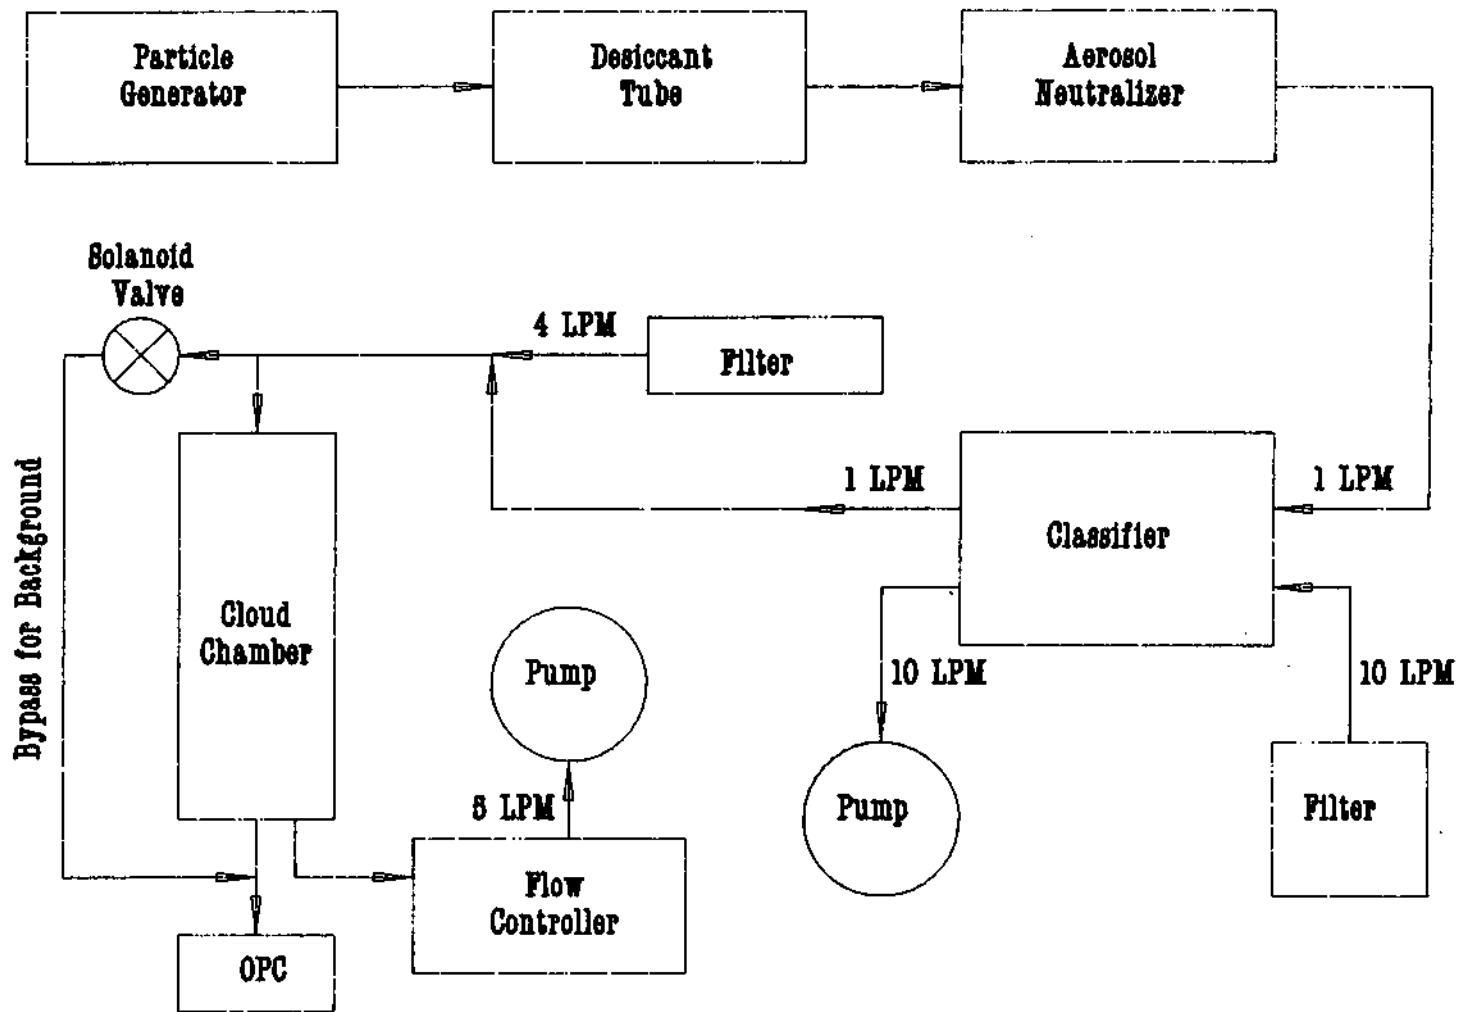 Particle
Generator
Desiccant
Tube
Aerosol
Neutralizer
Solanoid
Valve
4 LPM
Filter
1 LPM
1 LPM
Classifier
Bypass for Background
Cloud
Chamber
Pump
10 LPM
10 LPM
5 LPM
Pump
Filter
Flow
Controller
OPC